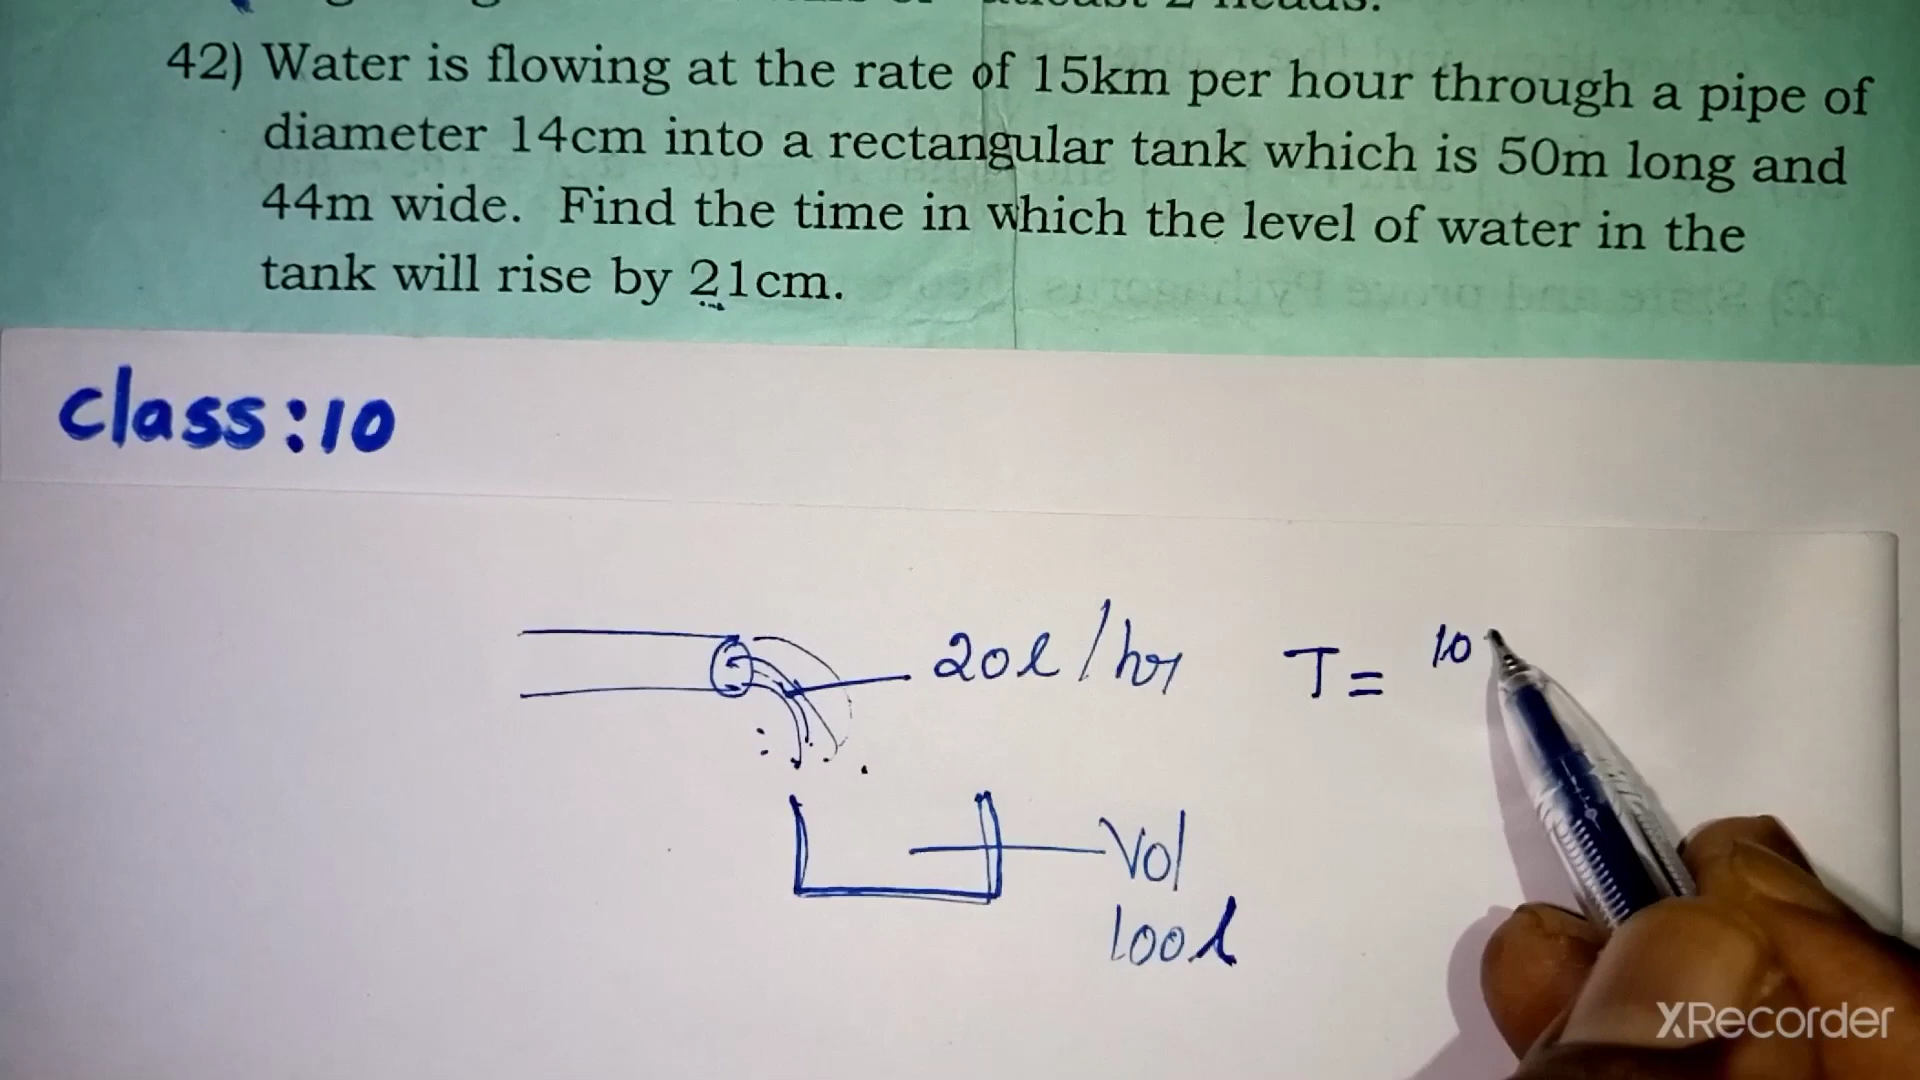 2 heads.
42) Water is flowing at the rate of 15km per hour through a pipe of
diameter 14cm into a rectangular tank which is 50m long and
44m wide. Find the time in which the level of water in the
tank will rise by 21cm.
class:10
20l/hr T= 10
Vol
100l
XRecorder